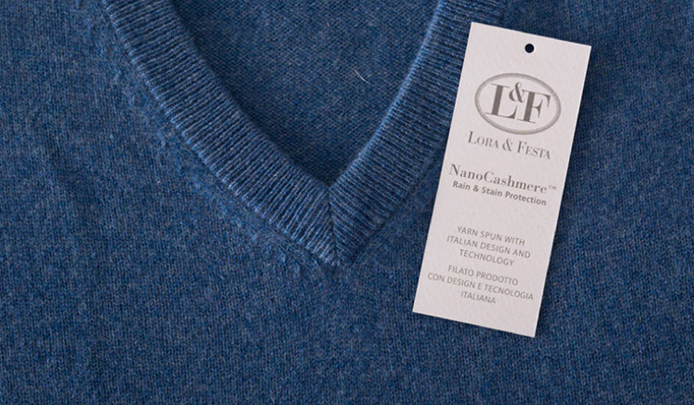 L&F
LORA & FESTA
NanoCashmere™
Rain & Stain Protection
YARN SPUN WITH
ITALIAN DESIGN AND
TECHNOLOGY
FILATO PRODOTTO
CON DESIGN E TECNOLOGIA
ITALIANA